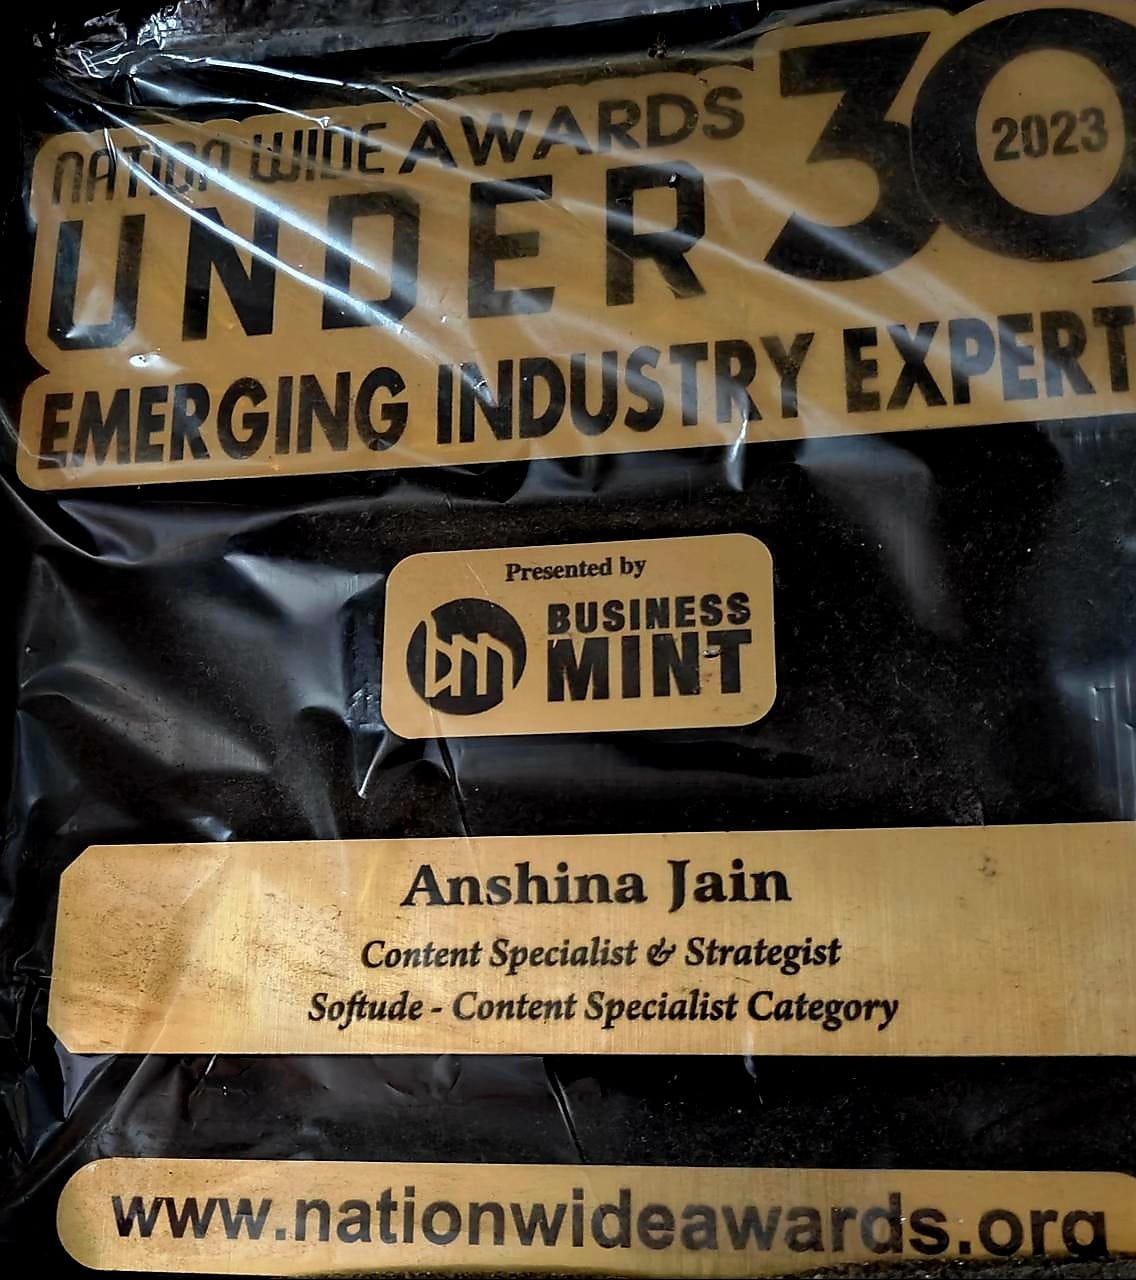 NATION WIDE AWARDS
UNDER 30
2023
EMERGING INDUSTRY EXPERT
Presented by
bm
BUSINESS
MINT
Anshina Jain
Content Specialist & Strategist
Softude - Content Specialist Category
www.nationwideawards.org